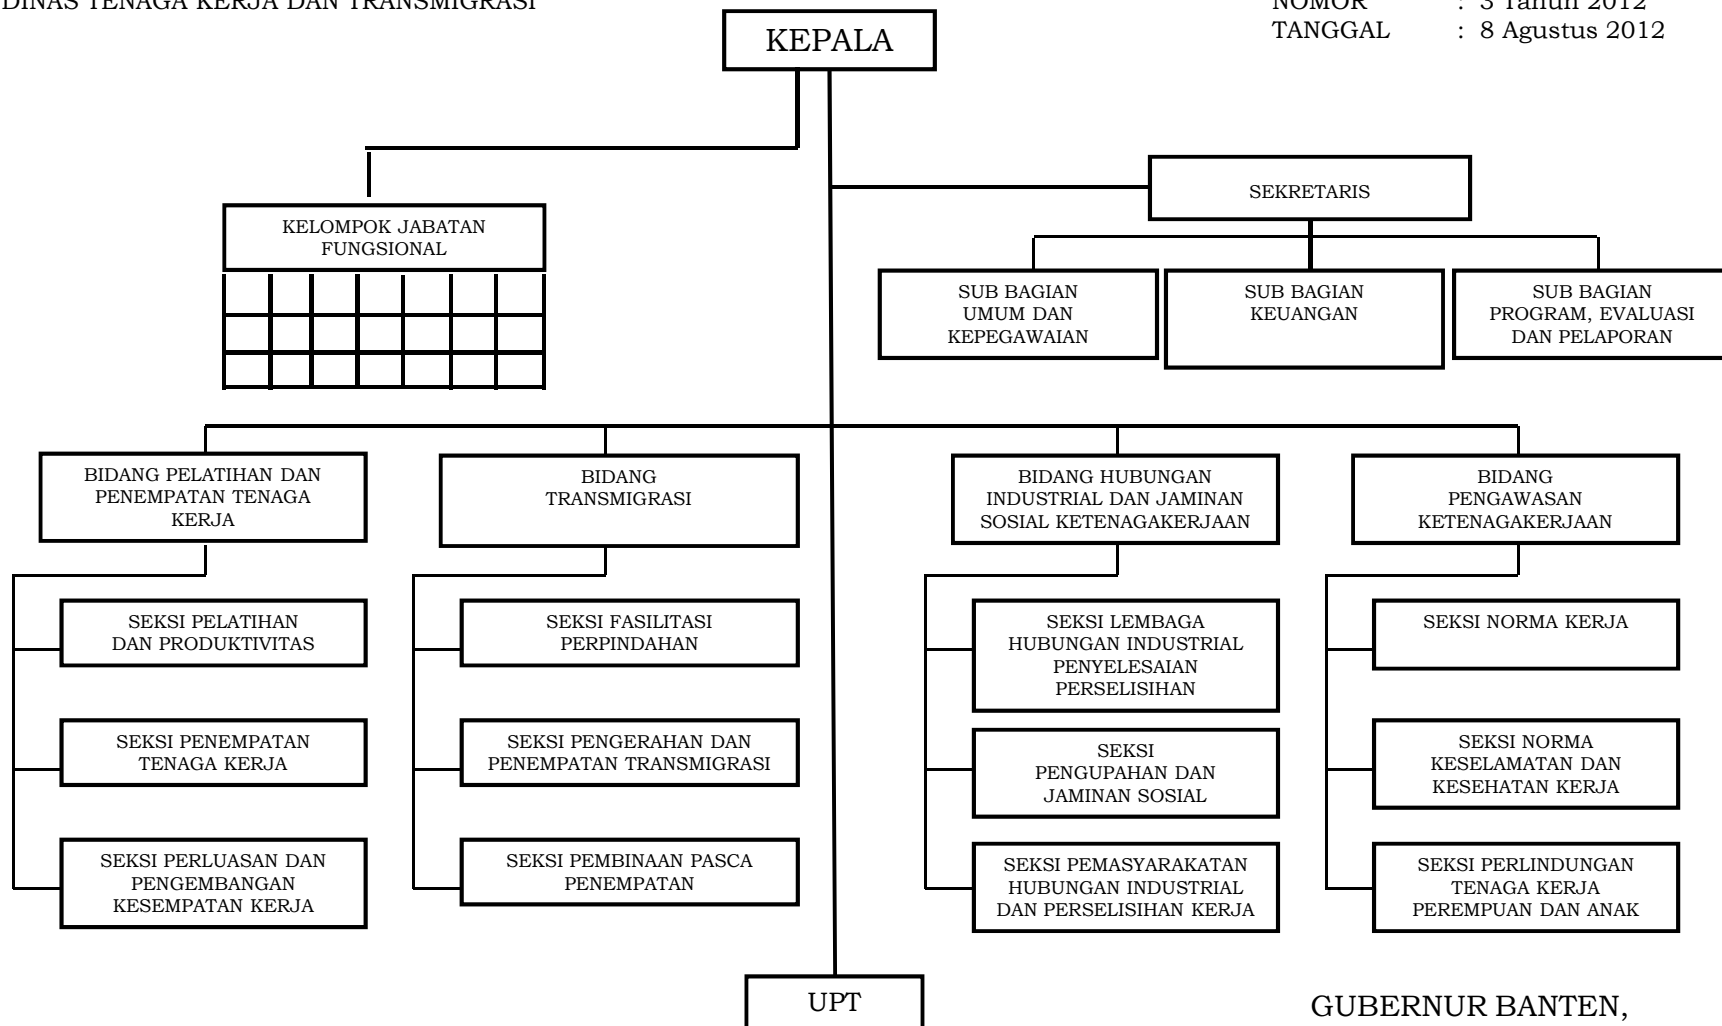 DINAS TENAGA KERJA DAN TRANSMIGRASI
NOMOR : 3 Tahun 2012
TANGGAL : 8 Agustus 2012
KEPALA
SEKRETARIS
KELOMPOK JABATAN
FUNGSIONAL
SUB BAGIAN
UMUM DAN
KEPEGAWAIAN
SUB BAGIAN
KEUANGAN
SUB BAGIAN
PROGRAM, EVALUASI
DAN PELAPORAN
BIDANG PELATIHAN DAN
PENEMPATAN TENAGA
KERJA
BIDANG
TRANSMIGRASI
BIDANG HUBUNGAN
INDUSTRIAL DAN JAMINAN
SOSIAL KETENAGAKERJAAN
BIDANG
PENGAWASAN
KETENAGAKERJAAN
SEKSI PELATIHAN
DAN PRODUKTIVITAS
SEKSI FASILITASI
PERPINDAHAN
SEKSI LEMBAGA
HUBUNGAN INDUSTRIAL
PENYELESAIAN
PERSELISIHAN
SEKSI NORMA KERJA
SEKSI PENEMPATAN
TENAGA KERJA
SEKSI PENGERAHAN DAN
PENEMPATAN TRANSMIGRASI
SEKSI
PENGUPAHAN DAN
JAMINAN SOSIAL
SEKSI NORMA
KESELAMATAN DAN
KESEHATAN KERJA
SEKSI PERLUASAN DAN
PENGEMBANGAN
KESEMPATAN KERJA
SEKSI PEMBINAAN PASCA
PENEMPATAN
SEKSI PEMASYARAKATAN
HUBUNGAN INDUSTRIAL
DAN PERSELISIHAN KERJA
SEKSI PERLINDUNGAN
TENAGA KERJA
PEREMPUAN DAN ANAK
UPT
GUBERNUR BANTEN,